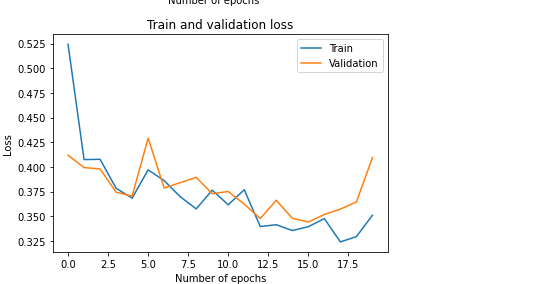 Number of epochs
Train and validation loss
Train
Validation
0.525
0.500
0.475
0.450
0.425
0.400
0.375
0.350
0.325
Loss
0.0 2.5 5.0 7.5 10.0 12.5 15.0 17.5
Number of epochs